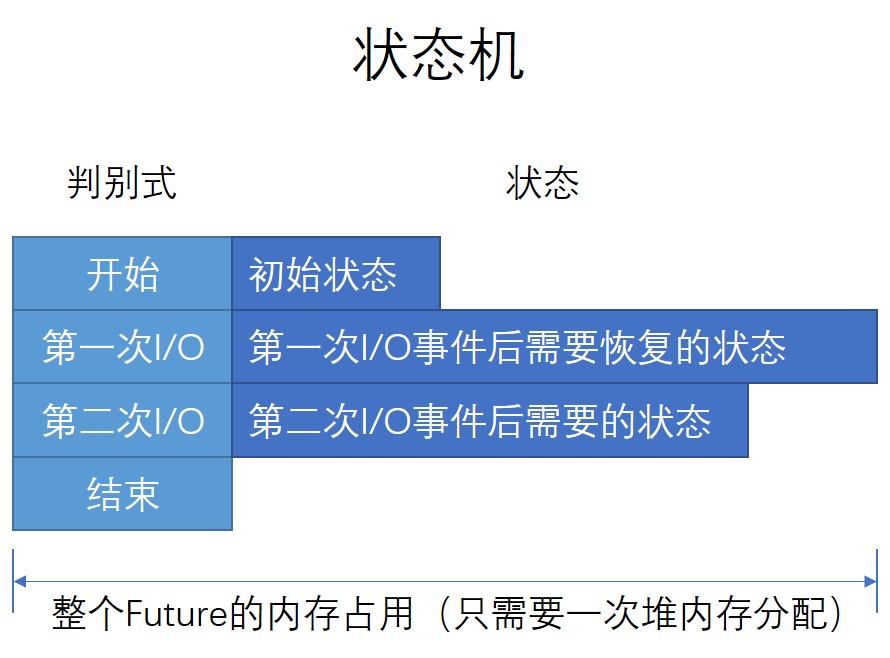 状态机
判别式 状态
开始 初始状态
第一次I/O 第一次I/O事件后需要恢复的状态
第二次I/O 第二次I/O事件后需要的状态
结束
整个Future的内存占用（只需要一次堆内存分配）